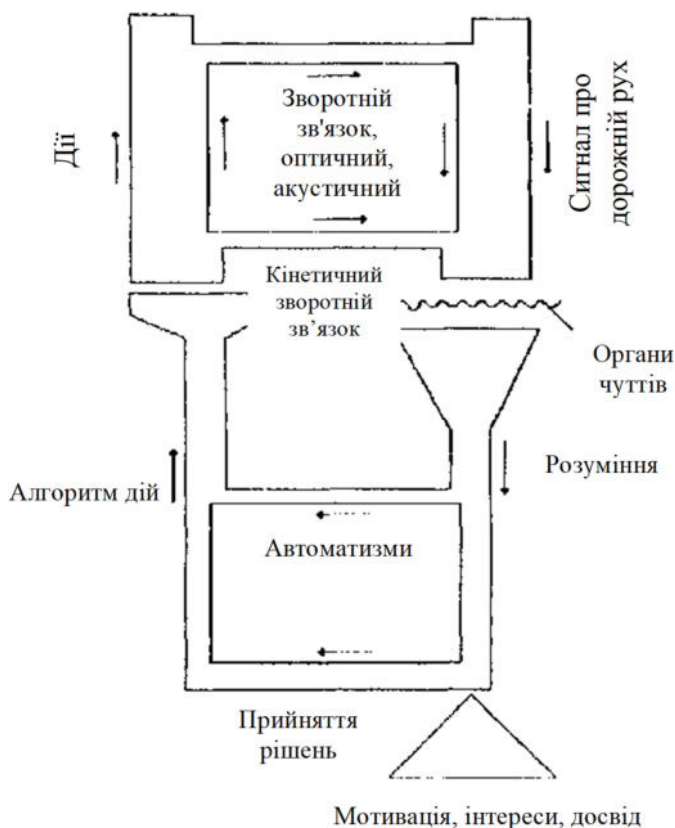 Зворотній
зв'язок,
оптичний,
акустичний
Дії
Сигнал про
дорожній рух
Кінетичний
зворотній
зв’язок
Органи
чуттів
Розуміння
Алгоритм дій
Автоматизми
Прийняття
рішень
Мотивація, інтереси, досвід